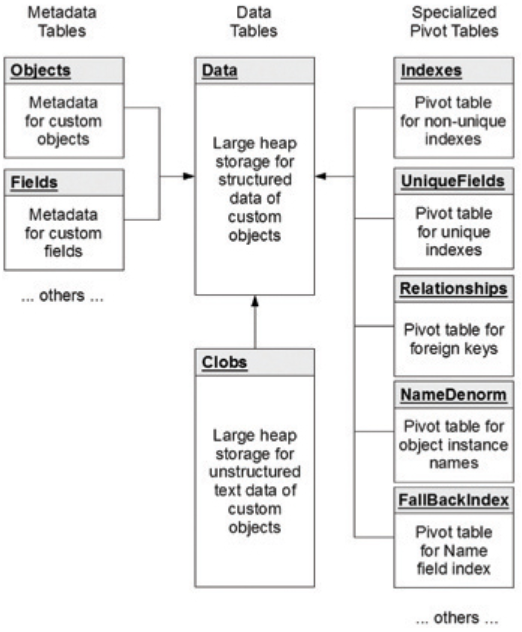 Metadata
Tables
Objects
Metadata
for custom
objects
Fields
Metadata
for custom
fields
... others ...
Data
Tables
Data
Large heap
storage for
structured
data of
custom
objects
Clobs
Large heap
storage for
unstructured
text data of
custom
objects
Specialized
Pivot Tables
Indexes
Pivot table
for non-unique
indexes
UniqueFields
Pivot table
for unique
indexes
Relationships
Pivot table for
foreign keys
NameDenorm
Pivot table for
object instance
names
FallBackIndex
Pivot table
for Name
field index
... others ...